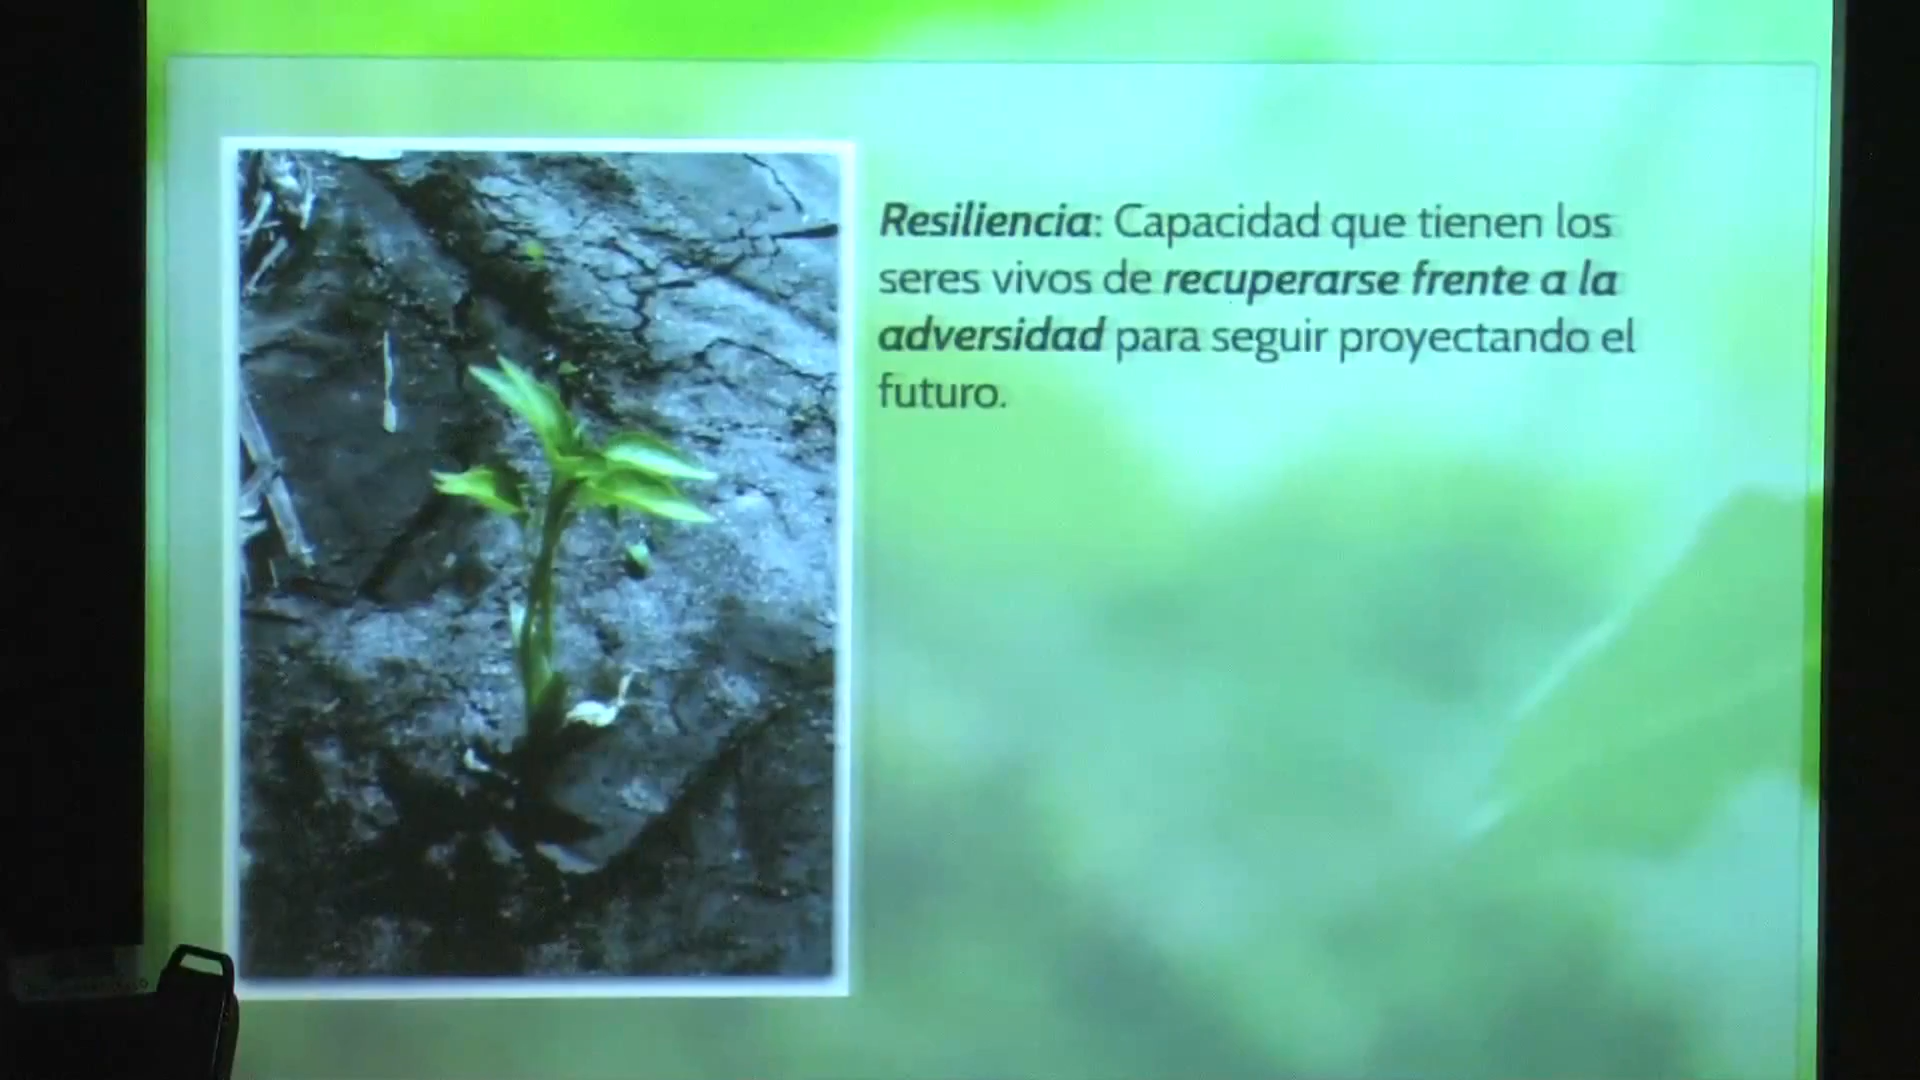 Resiliencia: Capacidad que tienen los
seres vivos de recuperarse frente a la
adversidad para seguir proyectando el
futuro.